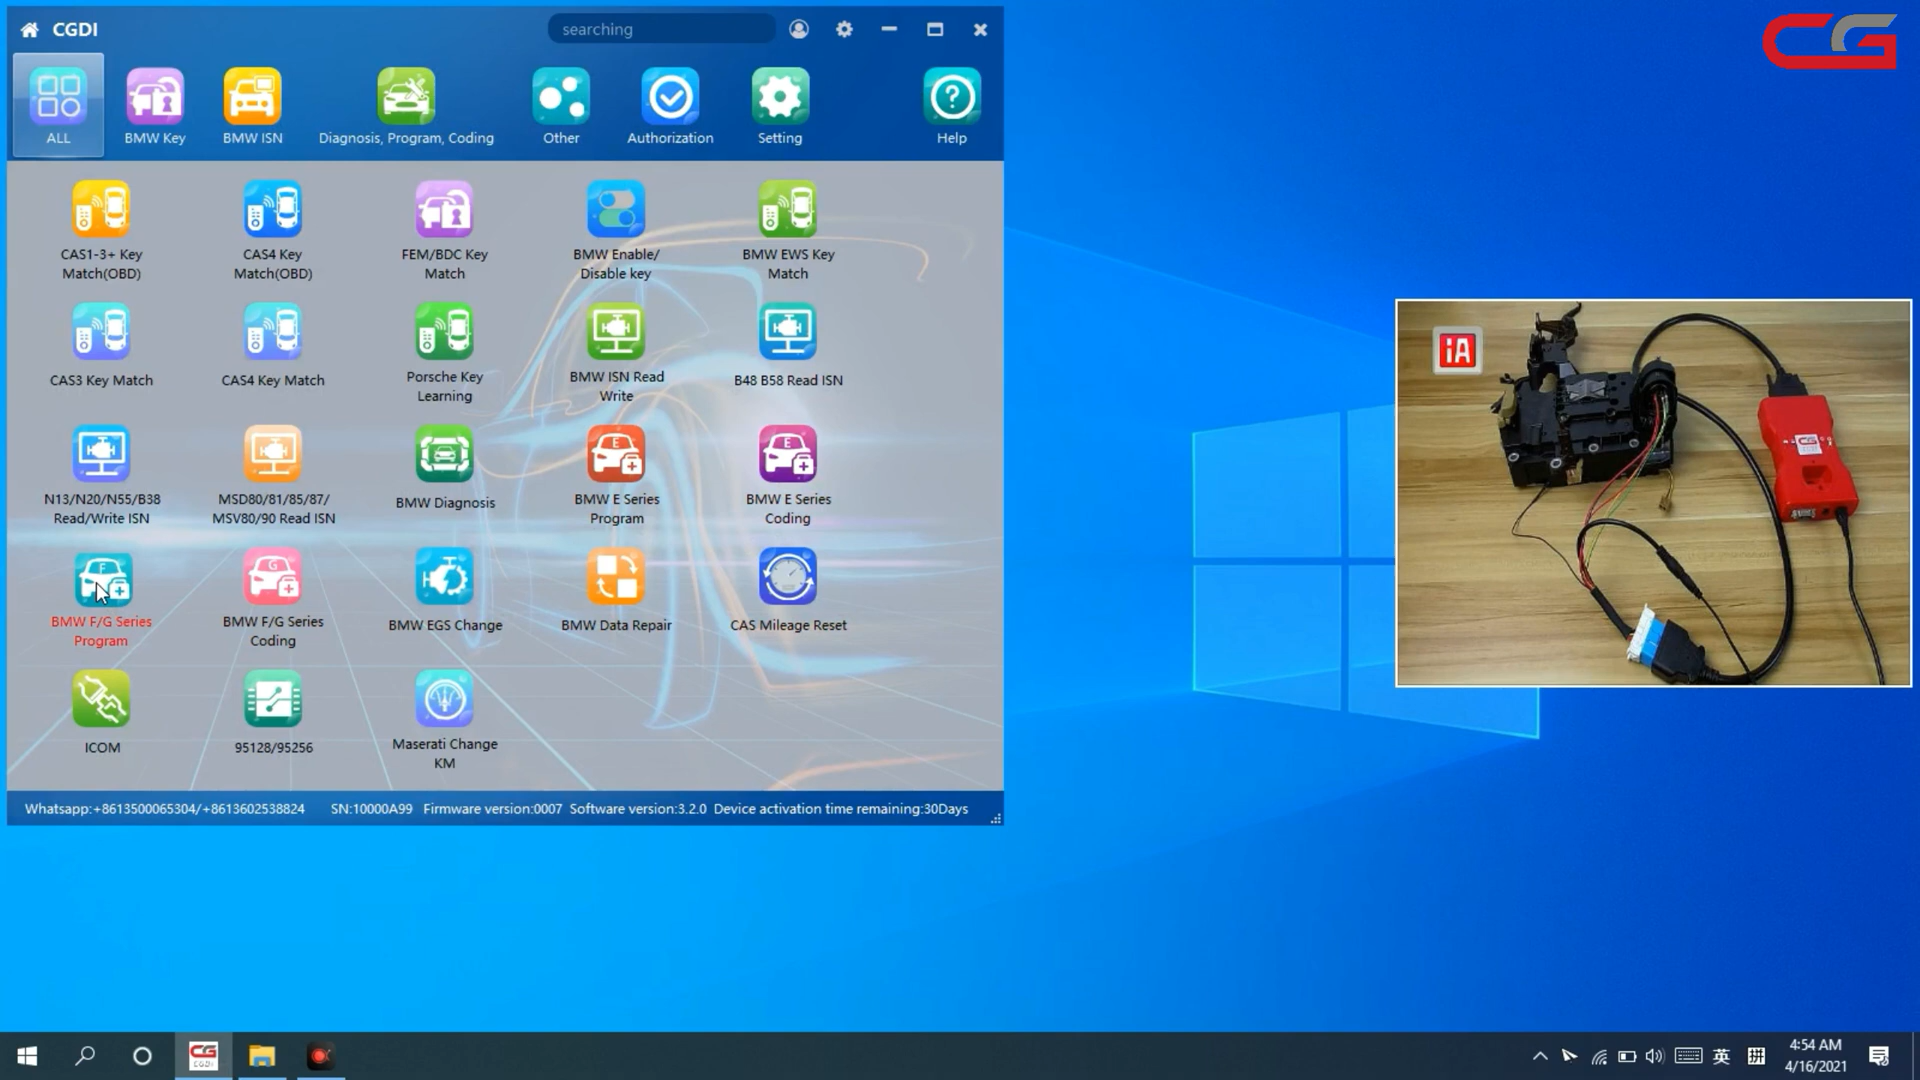 CGDI
searching
CG
ALL
BMW Key
BMW ISN
Diagnosis, Program, Coding
Other
Authorization
Setting
Help
CAS1-3+ Key
Match(OBD)
CAS4 Key
Match(OBD)
FEM/BDC Key
Match
BMW Enable/
Disable key
BMW EWS Key
Match
CAS3 Key Match
CAS4 Key Match
Porsche Key
Learning
BMW ISN Read
Write
B48 B58 Read ISN
N13/N20/N55/B38
Read/Write ISN
MSD80/81/85/87/
MSV80/90 Read ISN
BMW Diagnosis
E
BMW E Series
Program
E
BMW E Series
Coding
F
BMW F/G Series
Program
G
BMW F/G Series
Coding
BMW EGS Change
BMW Data Repair
CAS Mileage Reset
ICOM
95128/95256
Maserati Change
KM
Whatsapp:+8613500065304/+8613602538824 SN:10000A99 Firmware version:0007 Software version:3.2.0 Device activation time remaining:30Days
iA
CG
CG
CGDI
英
拼
4:54 AM
4/16/2021